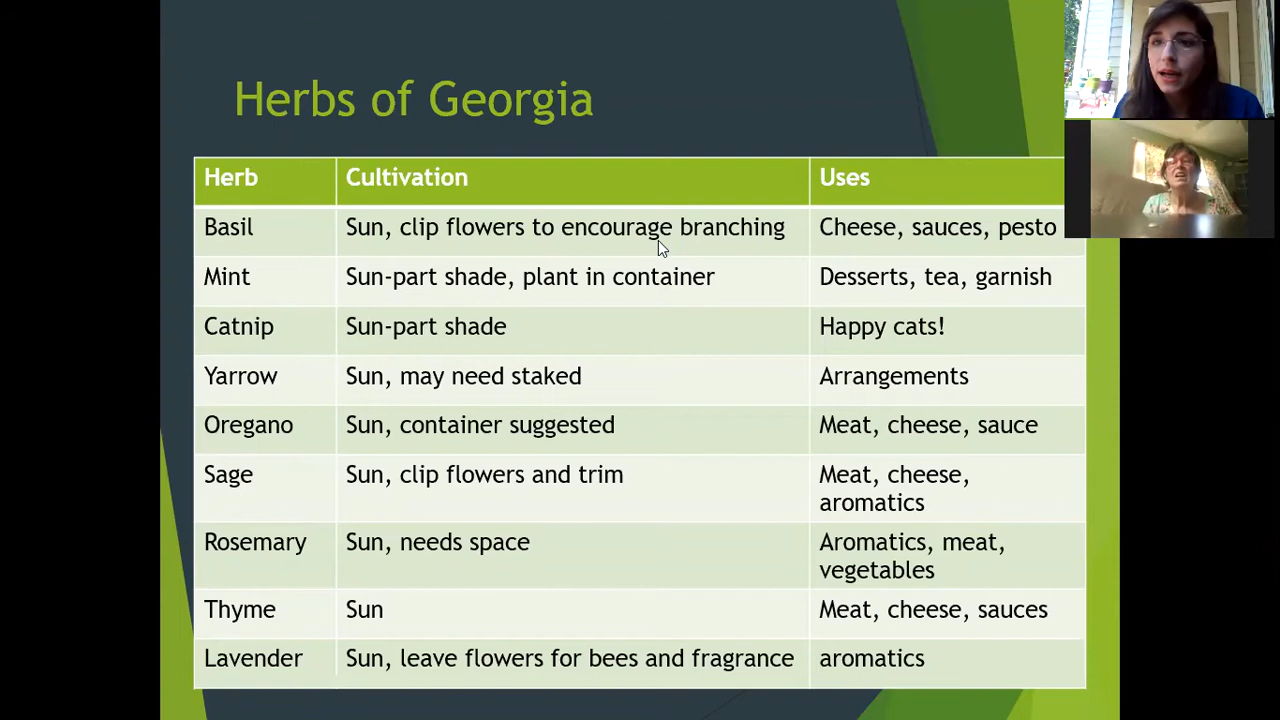 Herbs of Georgia
Herb Cultivation Uses
Basil Sun, clip flowers to encourage branching Cheese, sauces, pesto
Mint Sun-part shade, plant in container Desserts, tea, garnish
Catnip Sun-part shade Happy cats!
Yarrow Sun, may need staked Arrangements
Oregano Sun, container suggested Meat, cheese, sauce
Sage Sun, clip flowers and trim Meat, cheese,
aromatics
Rosemary Sun, needs space Aromatics, meat,
vegetables
Thyme Sun Meat, cheese, sauces
Lavender Sun, leave flowers for bees and fragrance aromatics